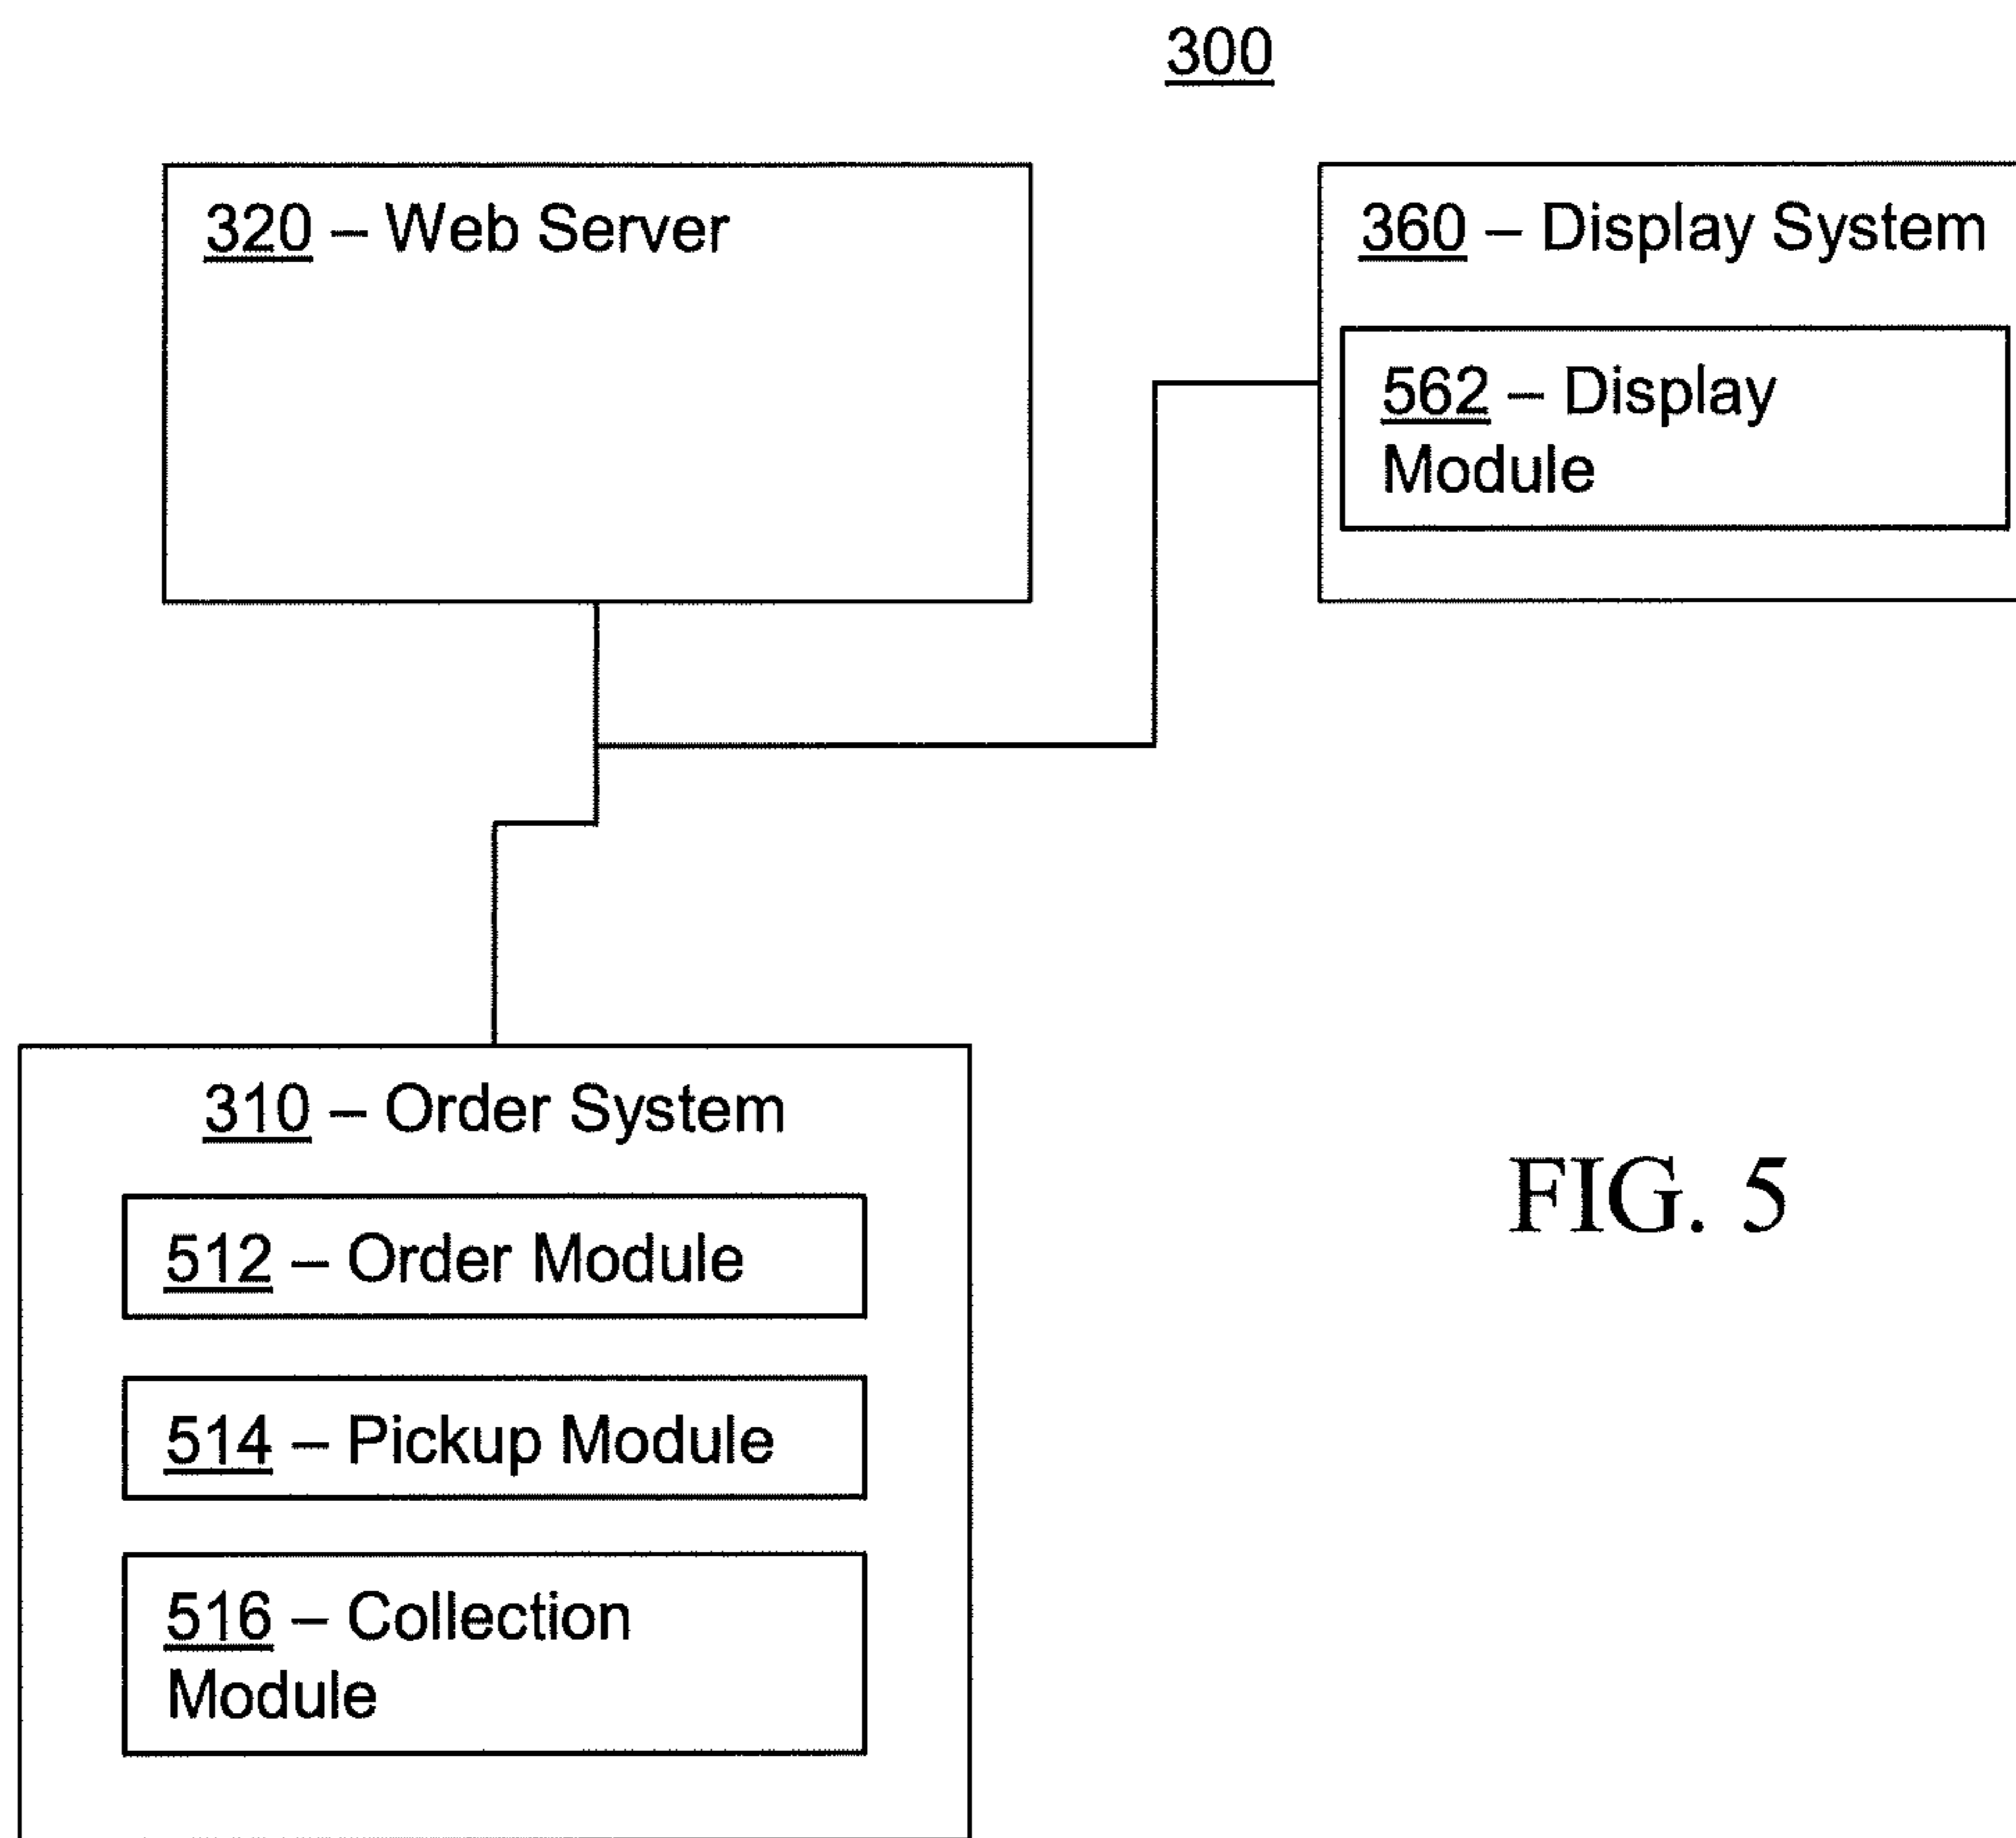 300
320 – Web Server
360 – Display System
562 – Display
Module
310 – Order System
512 – Order Module
514 – Pickup Module
516 – Collection
Module
FIG. 5